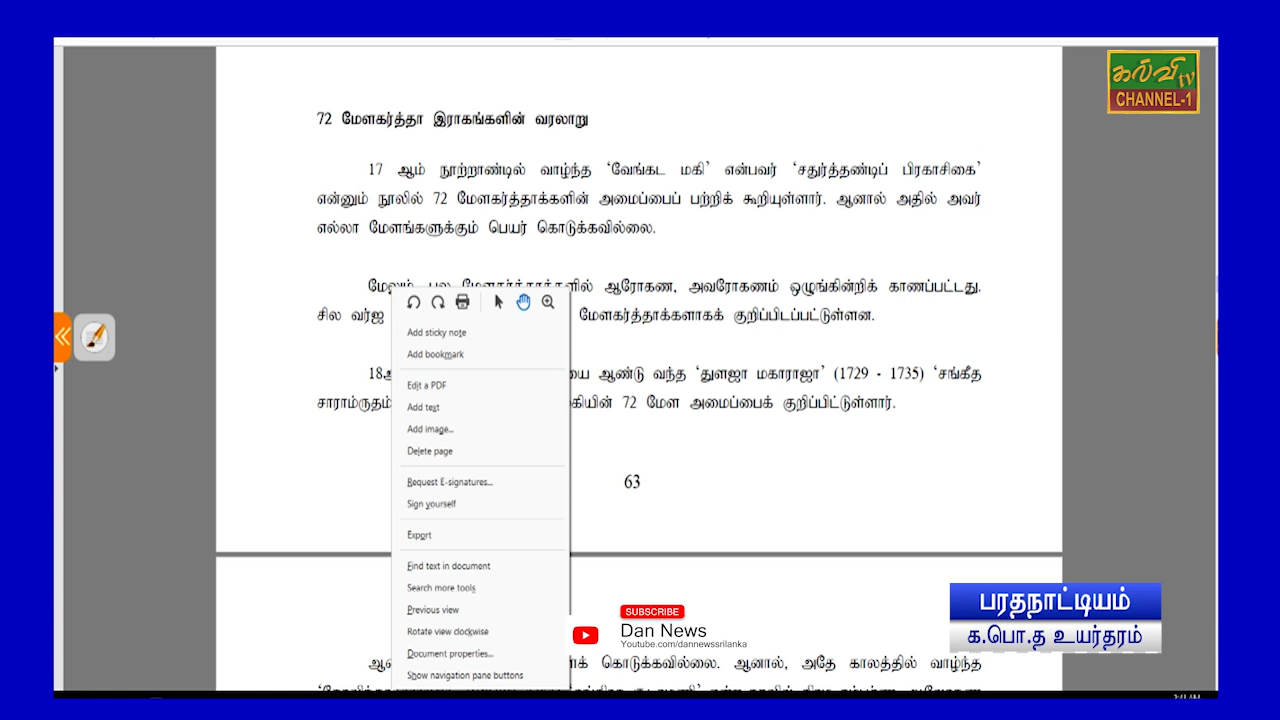 கல்வி tv
CHANNEL-1
72 மேளகர்த்தா இராகங்களின் வரலாறு
17 ஆம் நூற்றாண்டில் வாழ்ந்த ‘வேங்கட மகி’ என்பவர் ‘சதுர்த்தண்டிப் பிரகாசிகை’
என்னும் நூலில் 72 மேளகர்த்தாக்களின் அமைப்பைப் பற்றிக் கூறியுள்ளார். ஆனால் அதில் அவர்
எல்லா மேளங்களுக்கும் பெயர் கொடுக்கவில்லை.
மேலும் பல மேளகர்த்தாக்களில் ஆரோகண, அவரோகணம் ஒழுங்கின்றிக் காணப்பட்டது.
சில வர்ஜ மேளகர்த்தாக்களாகக் குறிப்பிடப்பட்டுள்ளன.
ஆண்டு வந்த ‘துளஜா மகாராஜா’ (1729 - 1735) ‘சங்கீத
சாராம்ருதம் 72 மேள அமைப்பைக் குறிப்பிட்டுள்ளார்.
63
Add sticky note
Add bookmark
Edit a PDF
Add text
Add image...
Delete page
Request E-signatures...
Sign yourself
Export
Find text in document
Search more tools
Previous view
Rotate view clockwise
Document properties...
Show navigation pane buttons
SUBSCRIBE
Dan News
Youtube.com/dannewssrilanka
பரதநாட்டியம்
க.பொ.த உயர்தரம்
கொடுக்கவில்லை. ஆனால், அதே காலத்தில் வாழ்ந்த